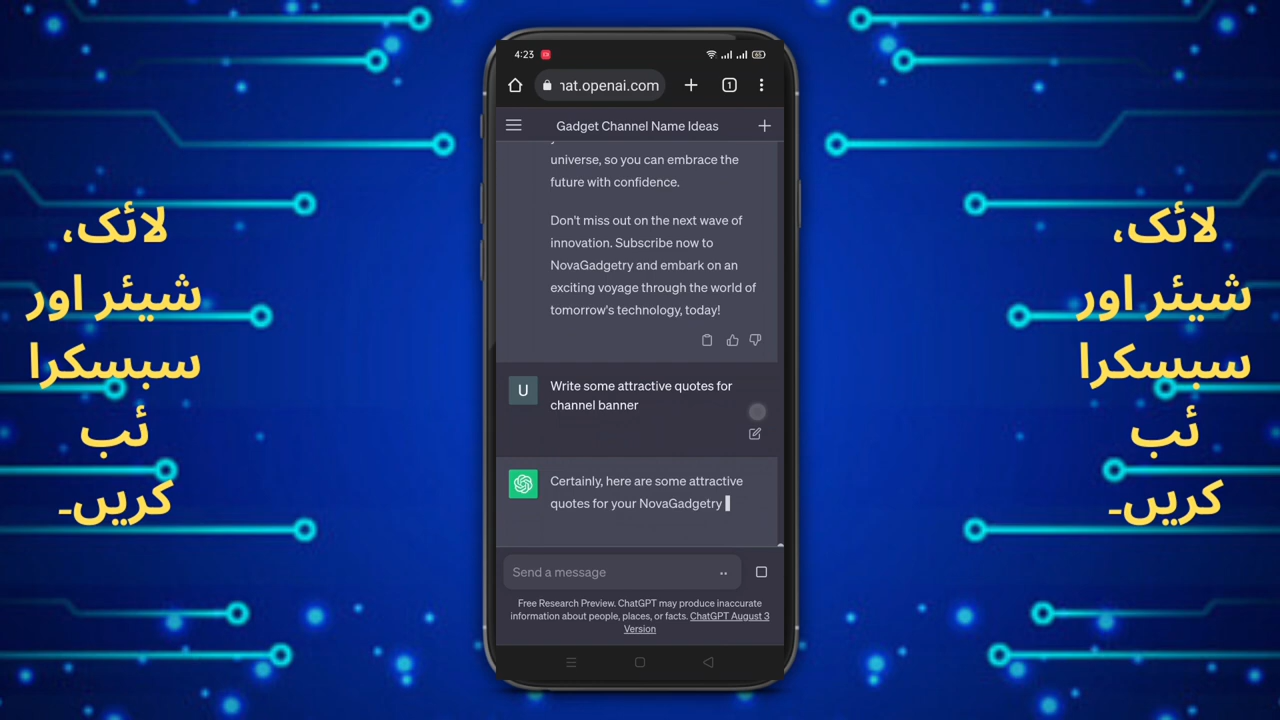 لائک،
شیئر اور
سبسکرا
ئب
کریں۔
4:23
65
hat.openai.com
1
Gadget Channel Name Ideas
universe, so you can embrace the
future with confidence.
Don't miss out on the next wave of
innovation. Subscribe now to
NovaGadgetry and embark on an
exciting voyage through the world of
tomorrow's technology, today!
U
Write some attractive quotes for
channel banner
Certainly, here are some attractive
quotes for your NovaGadgetry
Send a message
Free Research Preview. ChatGPT may produce inaccurate
information about people, places, or facts. ChatGPT August 3
Version
لائک،
شیئر اور
سبسکرا
ئب
کریں۔